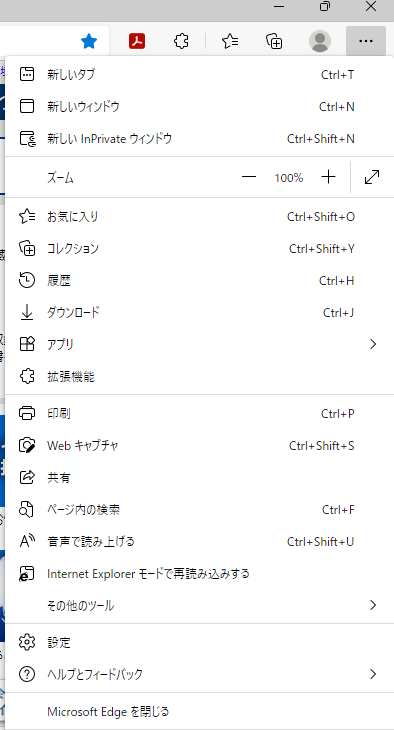 新しいタブ Ctrl+T
新しいウィンドウ Ctrl+N
新しい InPrivate ウィンドウ Ctrl+Shift+N
ズーム 100%
お気に入り Ctrl+Shift+O
コレクション Ctrl+Shift+Y
履歴 Ctrl+H
ダウンロード Ctrl+J
アプリ
拡張機能
印刷 Ctrl+P
Web キャプチャ Ctrl+Shift+S
共有
ページ内の検索 Ctrl+F
音声で読み上げる Ctrl+Shift+U
Internet Explorer モードで再読み込みする
その他のツール
設定
ヘルプとフィードバック
Microsoft Edge を閉じる